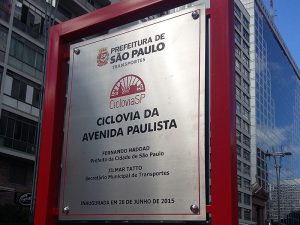 PREFEITURA DE
SÃO PAULO
TRANSPORTES
CicloviaSP
CICLOVIA DA
AVENIDA PAULISTA
FERNANDO HADDAD
Prefeito da Cidade de São Paulo
JILMAR TATTO
Secretário Municipal de Transportes
INAUGURADA EM 28 DE JUNHO DE 2015